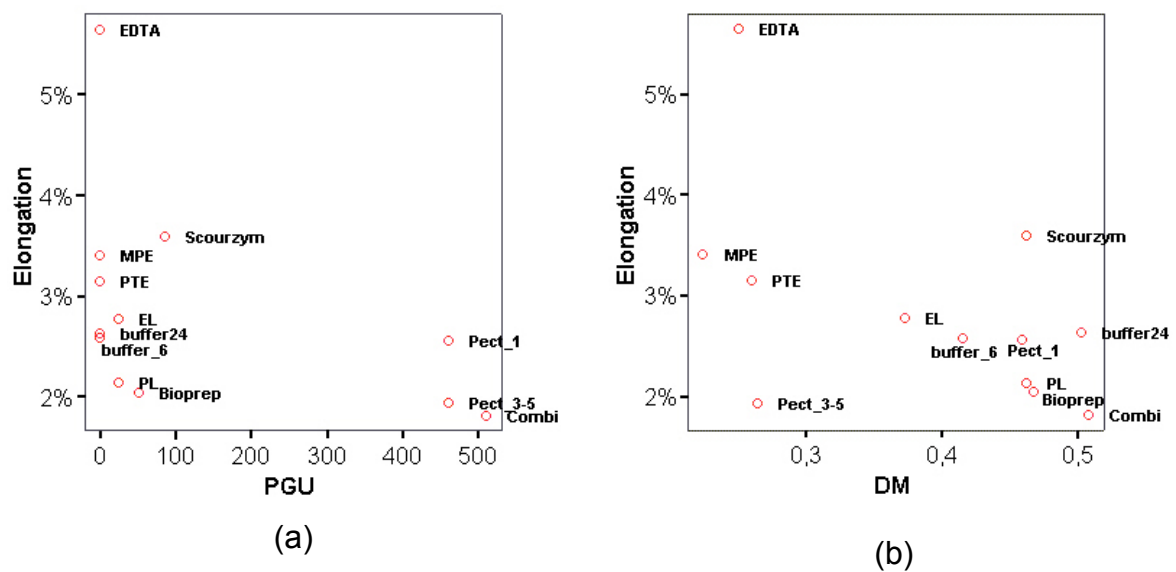 EDTA
5%
4%
Scourzym
MPE
PTE
3%
EL
buffer24
buffer_6
Pect_1
PL
Bioprep
2%
Pect_3-5
Combi
0 100 200 300 400 500
Elongation
PGU
(a)
EDTA
5%
4%
Scourzym
MPE
PTE
3%
EL
buffer24
buffer_6
Pect_1
PL
Bioprep
2%
Pect_3-5
Combi
0,3 0,4 0,5
Elongation
DM
(b)